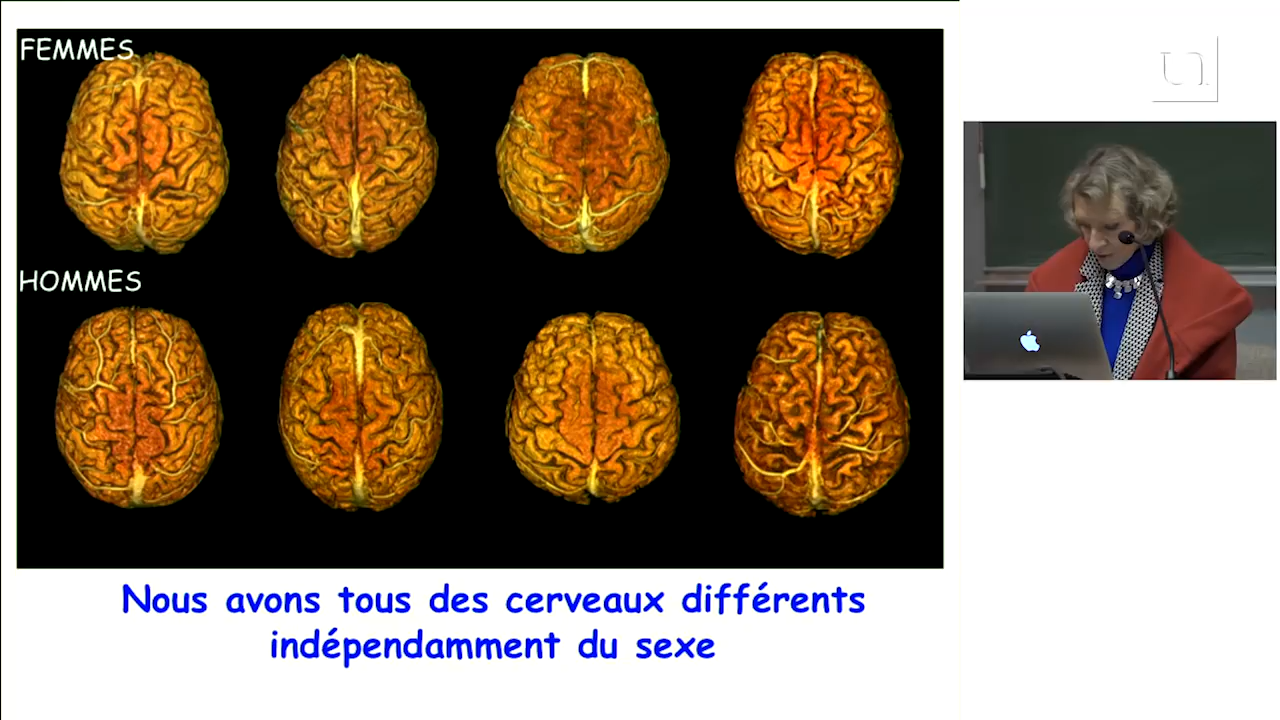 FEMMES
HOMMES
Nous avons tous des cerveaux différents
indépendamment du sexe